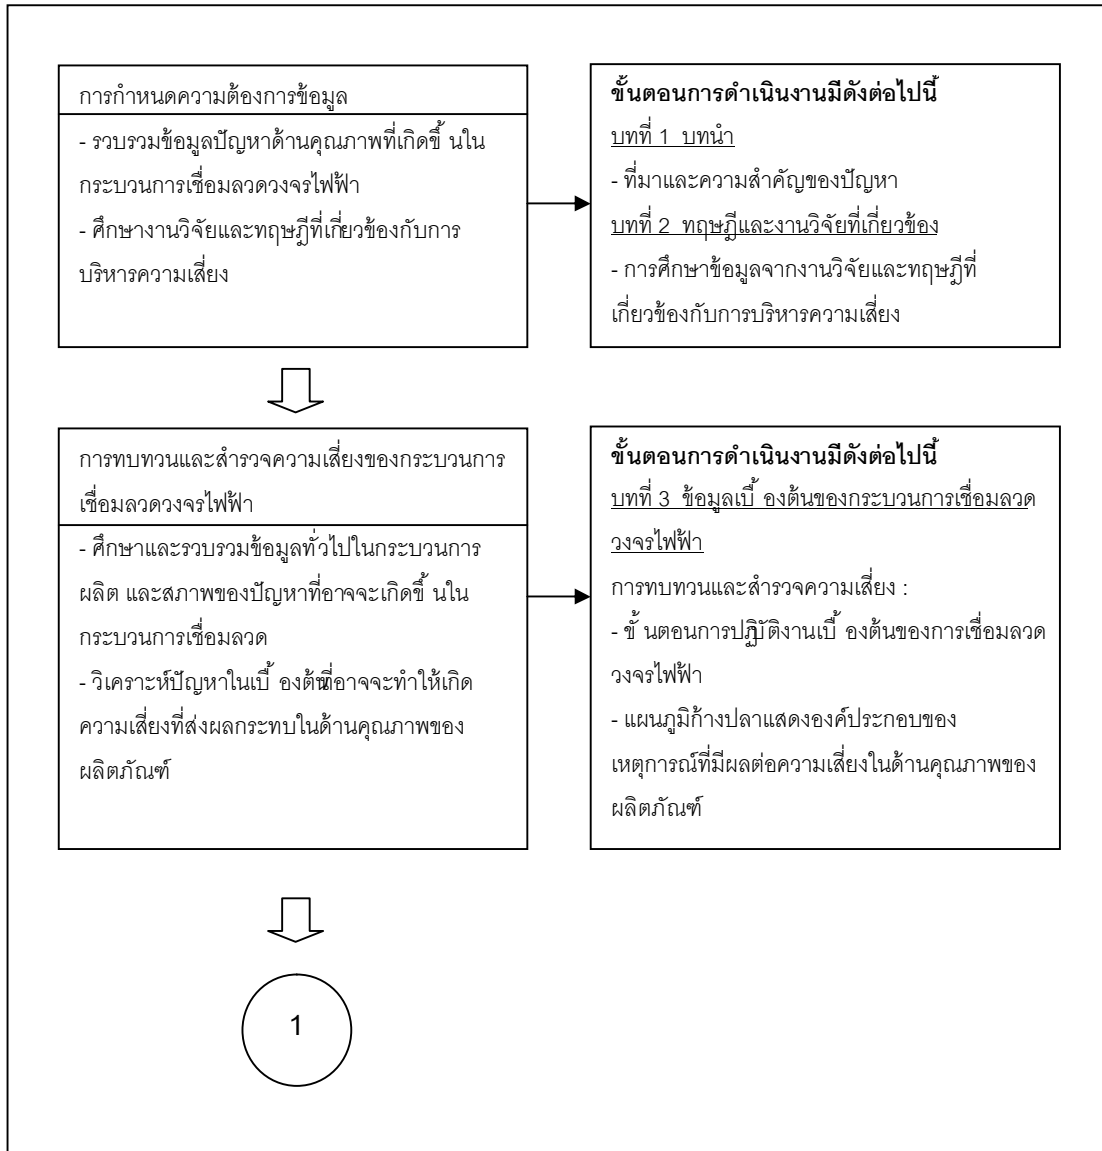 การกำหนดความต้องการข้อมูล
- รวบรวมข้อมูลปัญหาด้านคุณภาพที่เกิดขึ้นใน
กระบวนการเชื่อมลวดวงจรไฟฟ้า
- ศึกษางานวิจัยและทฤษฎีที่เกี่ยวข้องกับการ
บริหารความเสี่ยง
ขั้นตอนการดำเนินงานมีดังต่อไปนี้
บทที่ 1 บทนำ
- ที่มาและความสำคัญของปัญหา
บทที่ 2 ทฤษฎีและงานวิจัยที่เกี่ยวข้อง
- การศึกษาข้อมูลจากงานวิจัยและทฤษฎีที่
เกี่ยวข้องกับการบริหารความเสี่ยง
การทบทวนและสำรวจความเสี่ยงของกระบวนการ
เชื่อมลวดวงจรไฟฟ้า
- ศึกษาและรวบรวมข้อมูลทั่วไปในกระบวนการ
ผลิต และสภาพของปัญหาที่อาจจะเกิดขึ้นใน
กระบวนการเชื่อมลวด
- วิเคราะห์ปัญหาในเบื้องต้นที่อาจจะทำให้เกิด
ความเสี่ยงที่ส่งผลกระทบในด้านคุณภาพของ
ผลิตภัณฑ์
ขั้นตอนการดำเนินงานมีดังต่อไปนี้
บทที่ 3 ข้อมูลเบื้องต้นของกระบวนการเชื่อมลวด
วงจรไฟฟ้า
การทบทวนและสำรวจความเสี่ยง :
- ขั้นตอนการปฏิบัติงานเบื้องต้นของการเชื่อมลวด
วงจรไฟฟ้า
- แผนภูมิก้างปลาแสดงองค์ประกอบของ
เหตุการณ์ที่มีผลต่อความเสี่ยงในด้านคุณภาพของ
ผลิตภัณฑ์
1